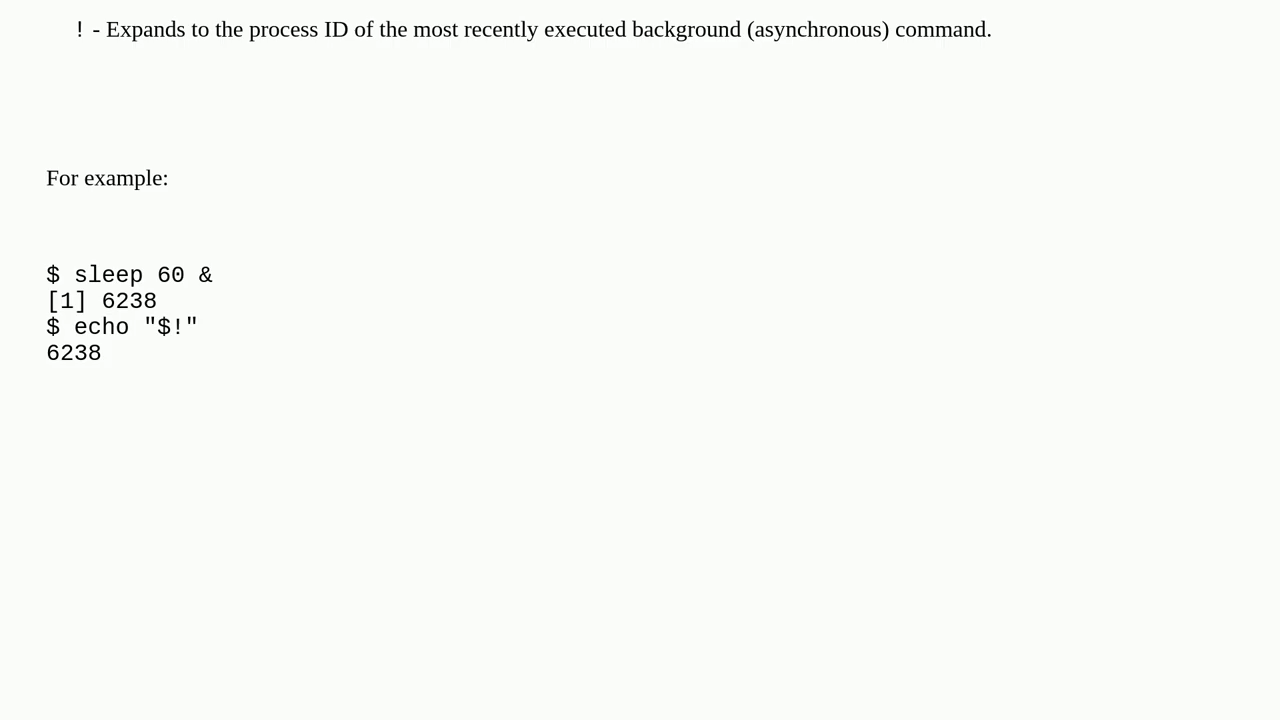 ! - Expands to the process ID of the most recently executed background (asynchronous) command.
For example:
$ sleep 60 &
[1] 6238
$ echo "$!"
6238